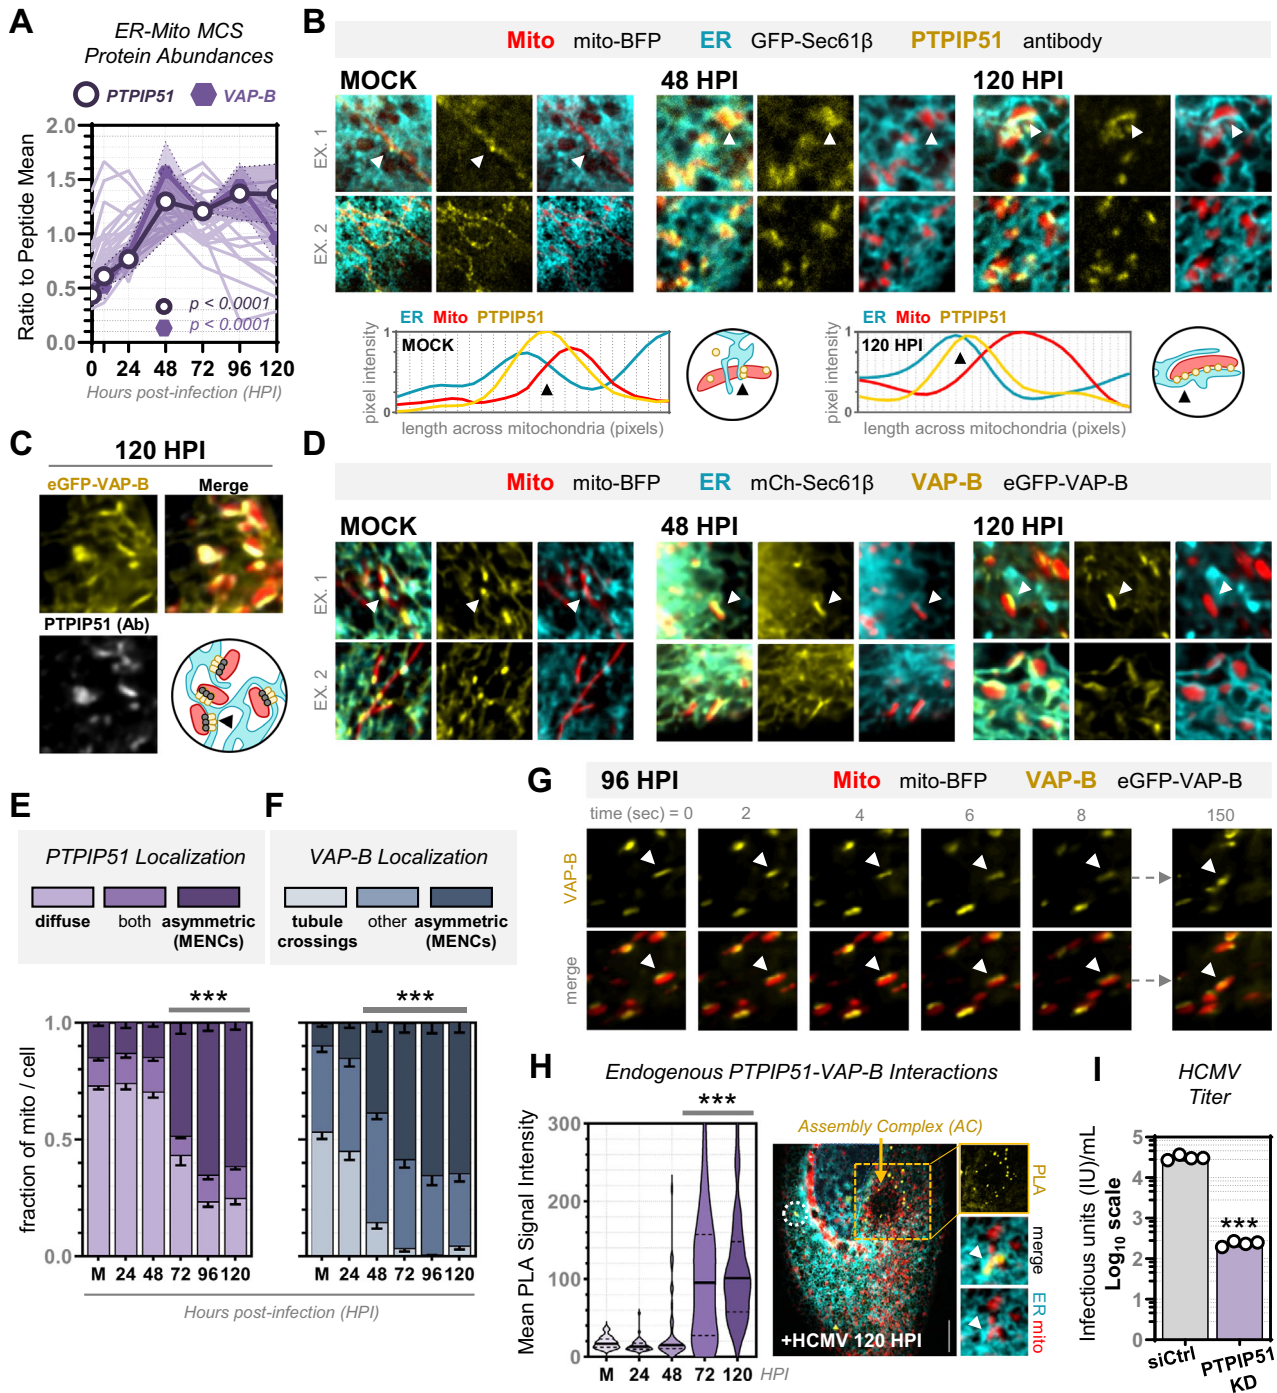 A
ER-Mito MCS
Protein Abundances
PTPIP51 VAP-B
Ratio to Peptide Mean
2.0
1.5
1.0
0.5
0.0
p < 0.0001
p < 0.0001
0 24 48 72 96 120
Hours post-infection (HPI)
B
Mito mito-BFP ER GFP-Sec61β PTPIP51 antibody
MOCK 48 HPI 120 HPI
EX. 1
EX. 2
ER Mito PTPIP51
MOCK
pixel intensity
1
0
length across mitochondria (pixels)
ER Mito PTPIP51
120 HPI
pixel intensity
1
0
length across mitochondria (pixels)
C
120 HPI
eGFP-VAP-B Merge
PTPIP51 (Ab)
D
Mito mito-BFP ER mCh-Sec61β VAP-B eGFP-VAP-B
MOCK 48 HPI 120 HPI
EX. 1
EX. 2
E
PTPIP51 Localization
diffuse both asymmetric
(MENCs)
***
fraction of mito / cell
1.0
0.5
0.0
M 24 48 72 96 120
F
VAP-B Localization
tubule
crossings
other asymmetric
(MENCs)
***
M 24 48 72 96 120
Hours post-infection (HPI)
G
96 HPI Mito mito-BFP VAP-B eGFP-VAP-B
time (sec) = 0 2 4 6 8 150
VAP-B
merge
H
Endogenous PTPIP51-VAP-B Interactions
***
Mean PLA Signal Intensity
300
200
100
0
M 24 48 72 120 HPI
Assembly Complex (AC)
+HCMV 120 HPI
PLA
merge
ER mito
I
HCMV
Titer
Infectious units (IU)/mL
Log10 scale
5
4
3
2
1
0
***
siCtrl
PTPIP51
KD